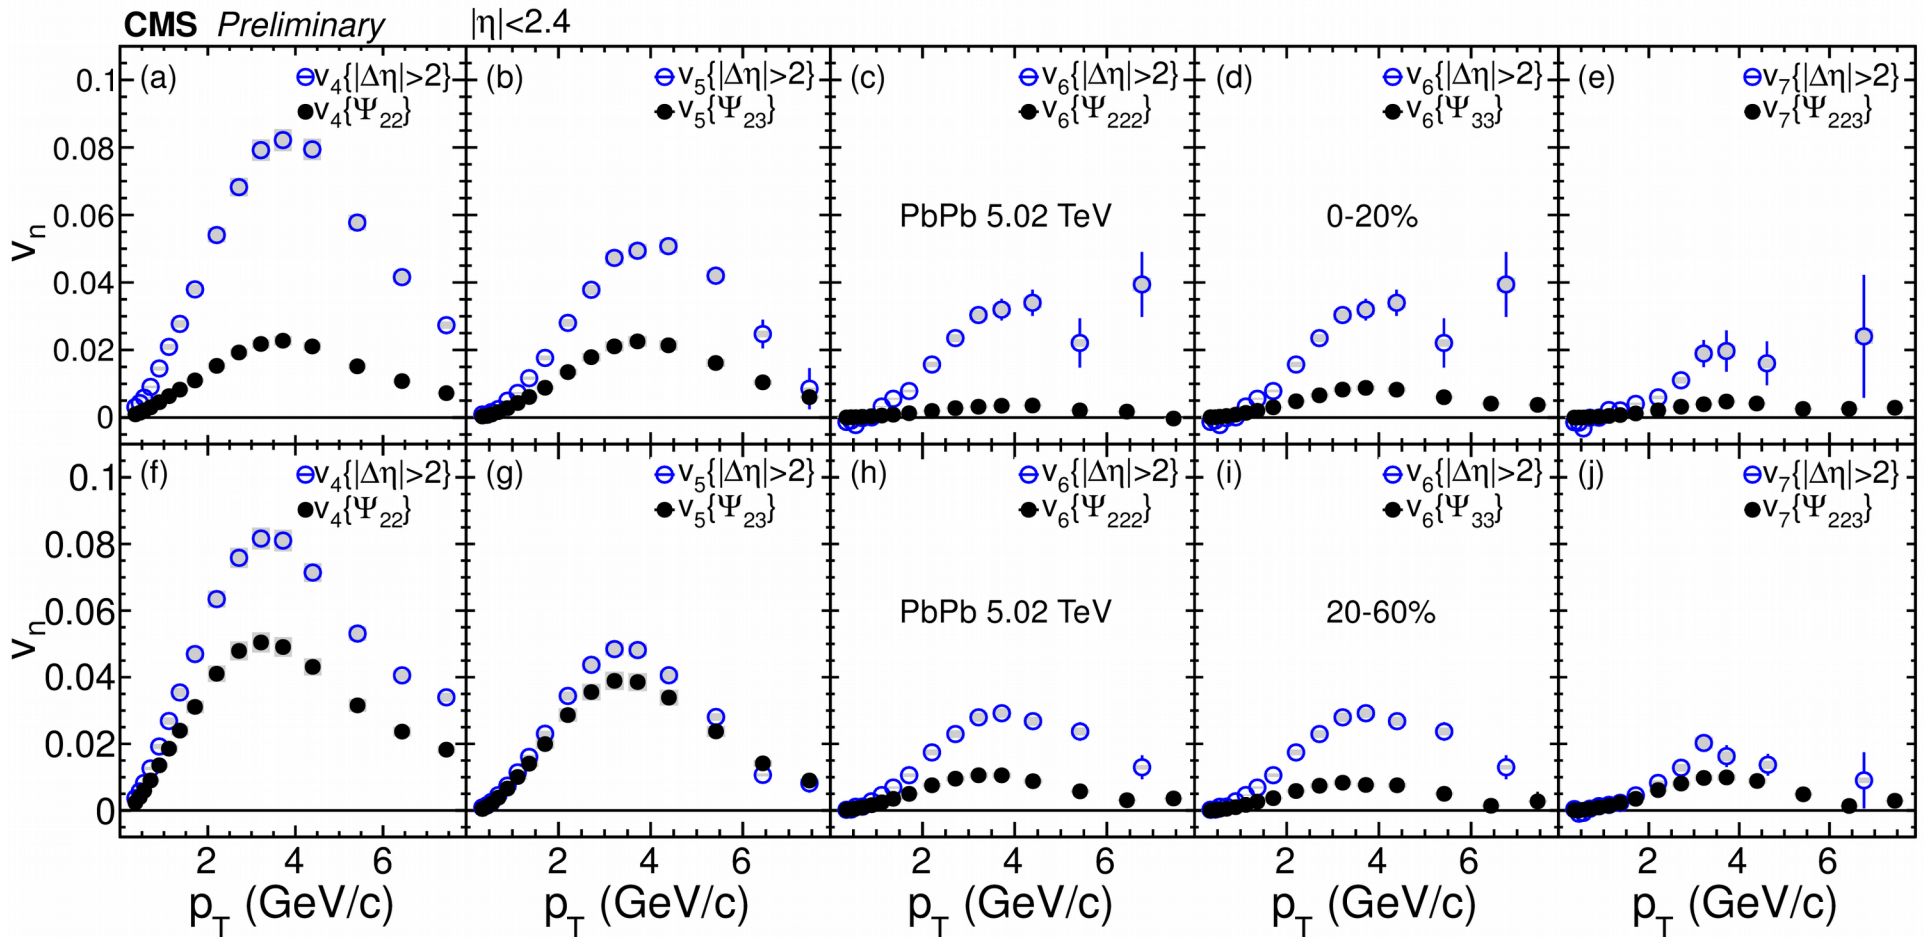 CMS Preliminary
|η|<2.4
(a) v4{|Δη|>2}
v4{Ψ22}
(b) v5{|Δη|>2}
v5{Ψ23}
(c) v6{|Δη|>2}
v6{Ψ222}
PbPb 5.02 TeV
(d) v6{|Δη|>2}
v6{Ψ33}
0-20%
(e) v7{|Δη|>2}
v7{Ψ223}
vn
0.1
0.08
0.06
0.04
0.02
0
(f) v4{|Δη|>2}
v4{Ψ22}
(g) v5{|Δη|>2}
v5{Ψ23}
(h) v6{|Δη|>2}
v6{Ψ222}
PbPb 5.02 TeV
(i) v6{|Δη|>2}
v6{Ψ33}
20-60%
(j) v7{|Δη|>2}
v7{Ψ223}
vn
0.1
0.08
0.06
0.04
0.02
0
2 4 6
2 4 6
2 4 6
2 4 6
2 4 6
pT (GeV/c)
pT (GeV/c)
pT (GeV/c)
pT (GeV/c)
pT (GeV/c)